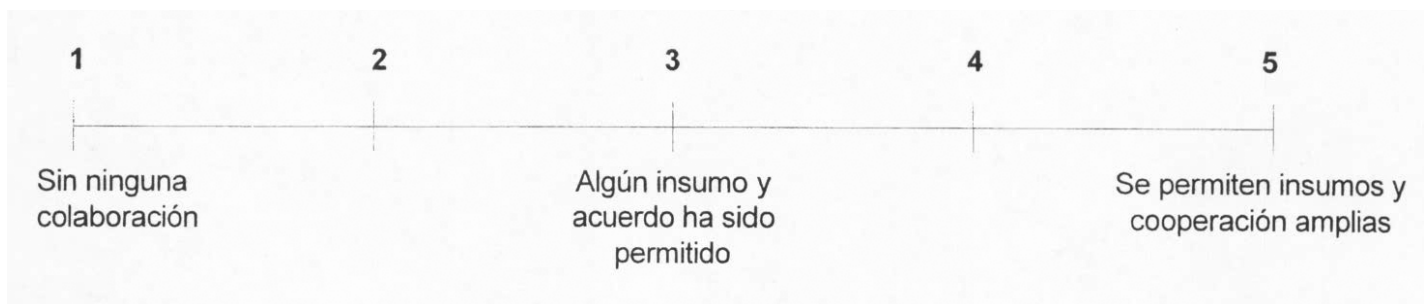 1 2 3 4 5
Sin ninguna
colaboración
Algún insumo y
acuerdo ha sido
permitido
Se permiten insumos y
cooperación amplias